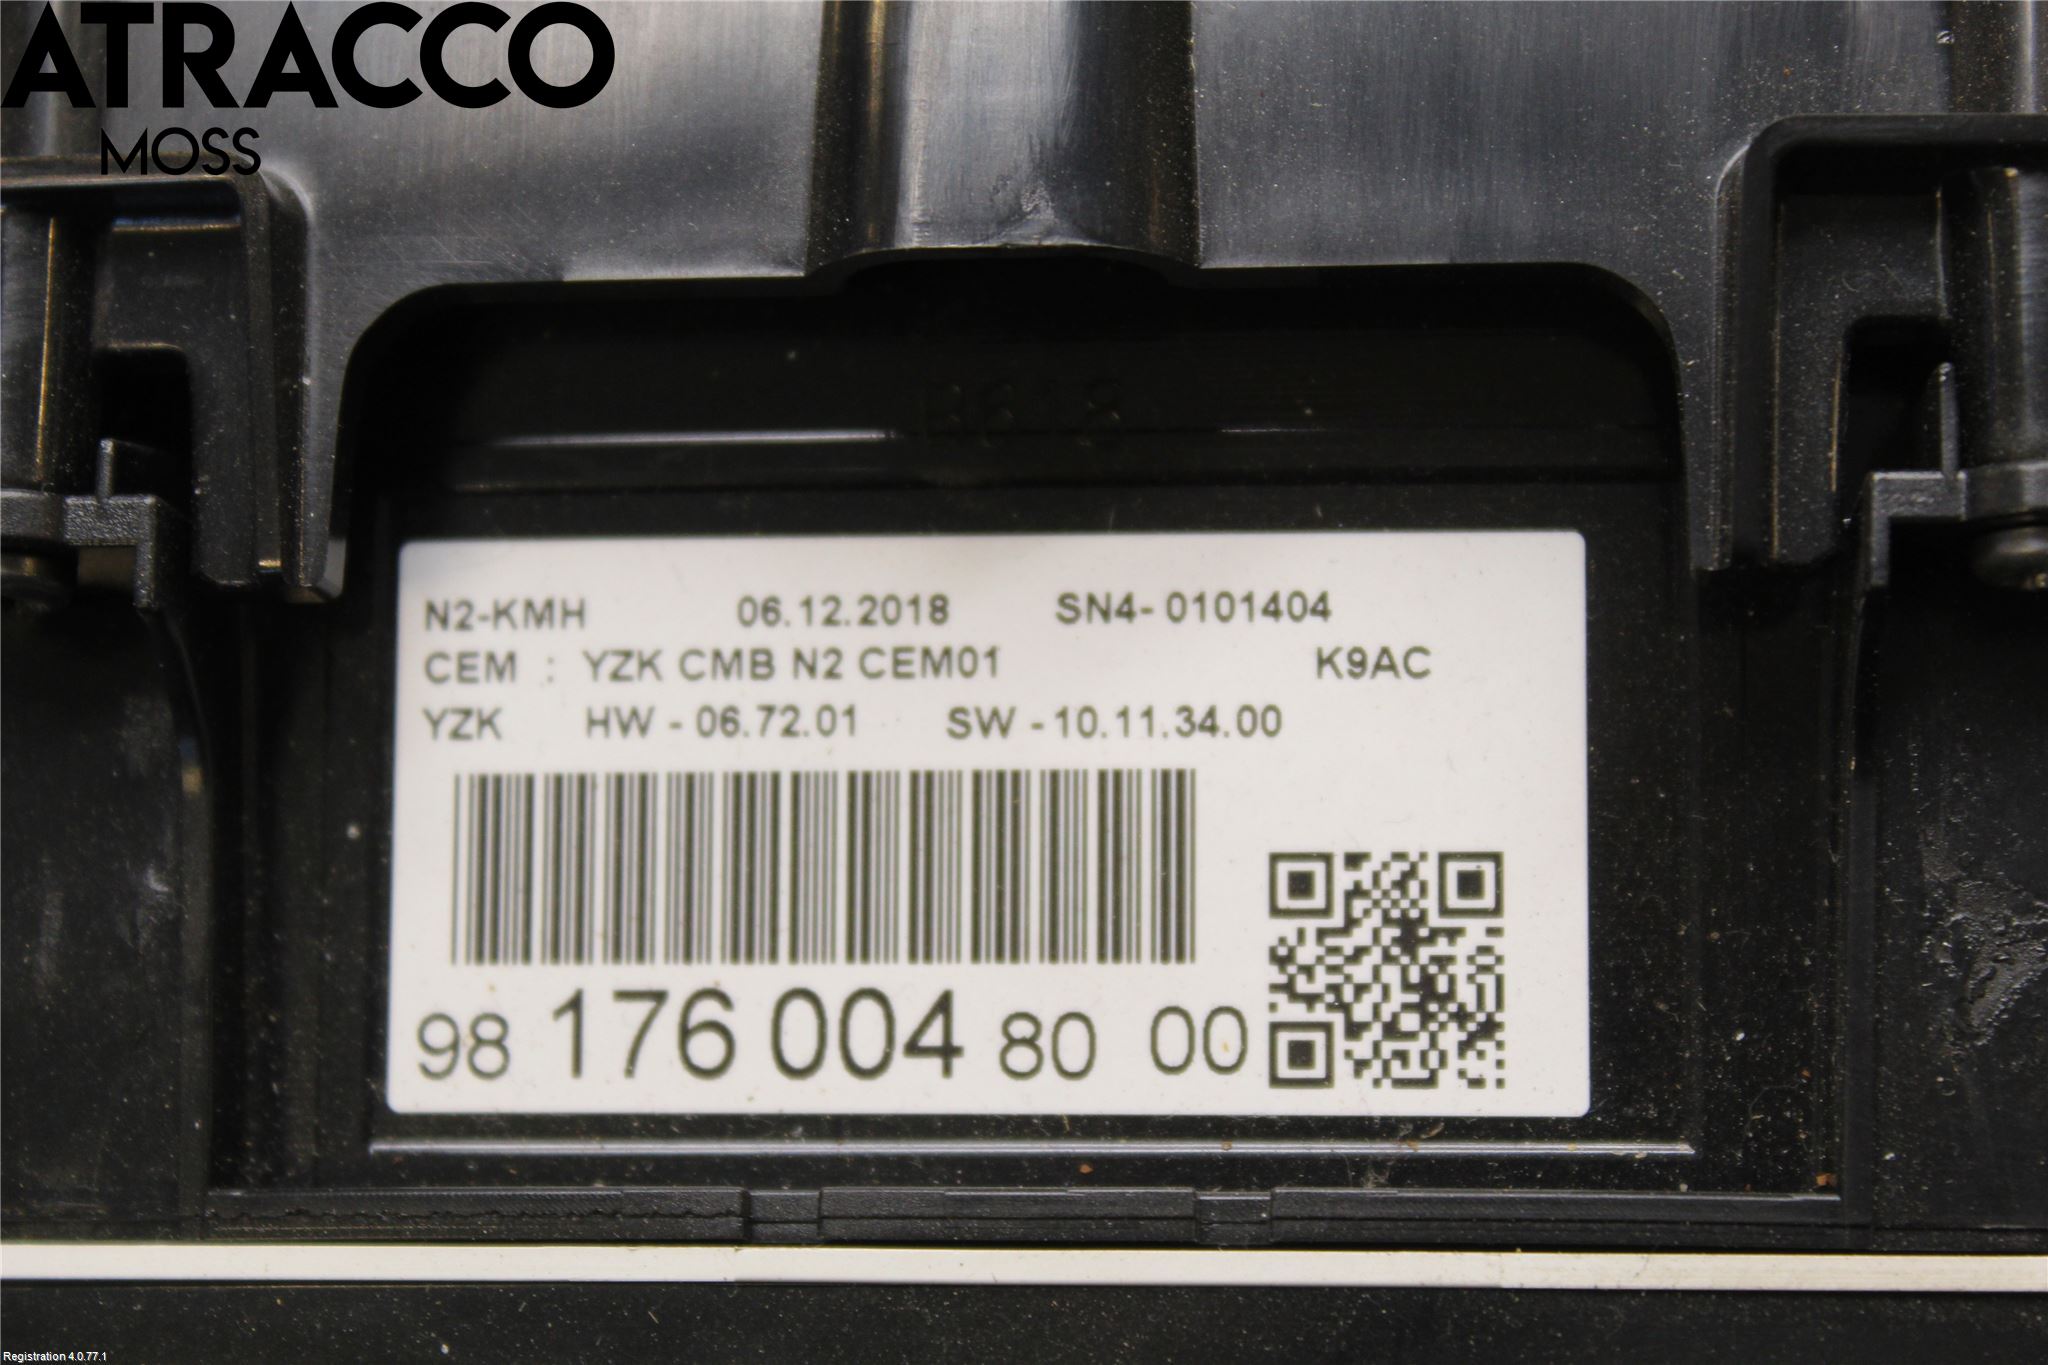 ATRACCO
MOSS
N2-KMH 06.12.2018 SN4-0101404
CEM : YZK CMB N2 CEM01 K9AC
YZK HW - 06.72.01 SW - 10.11.34.00
98 176 004 80 00
Registration 4.0.77.1